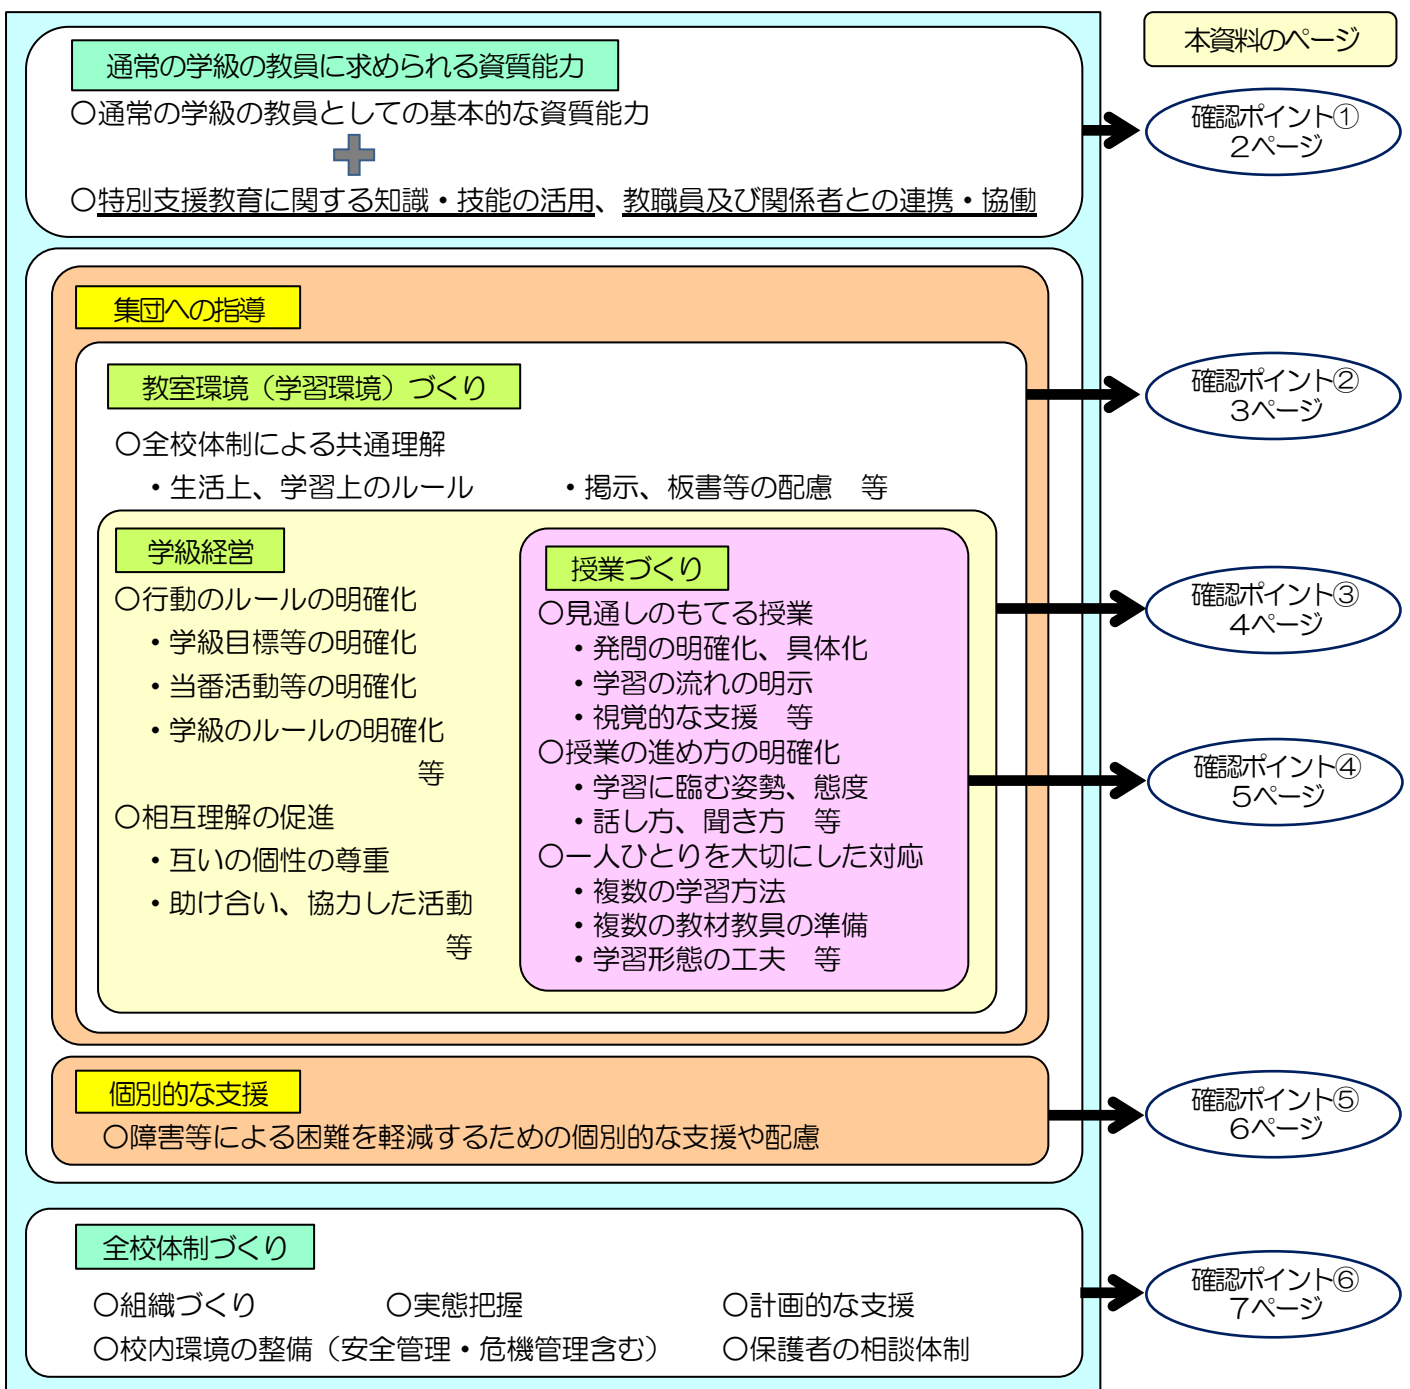 本資料のページ
通常の学級の教員に求められる資質能力
〇通常の学級の教員としての基本的な資質能力
〇特別支援教育に関する知識・技能の活用、教職員及び関係者との連携・協働
確認ポイント①
2ページ
集団への指導
教室環境（学習環境）づくり
〇全校体制による共通理解
・生活上、学習上のルール　・掲示、板書等の配慮　等
確認ポイント②
3ページ
学級経営
〇行動のルールの明確化
・学級目標等の明確化
・当番活動等の明確化
・学級のルールの明確化
等
〇相互理解の促進
・互いの個性の尊重
・助け合い、協力した活動
等
確認ポイント③
4ページ
授業づくり
〇見通しのもてる授業
・発問の明確化、具体化
・学習の流れの明示
・視覚的な支援　等
〇授業の進め方の明確化
・学習に臨む姿勢、態度
・話し方、聞き方　等
〇一人ひとりを大切にした対応
・複数の学習方法
・複数の教材教具の準備
・学習形態の工夫　等
確認ポイント④
5ページ
個別的な支援
〇障害等による困難を軽減するための個別的な支援や配慮
確認ポイント⑤
6ページ
全校体制づくり
〇組織づくり　〇実態把握　〇計画的な支援
〇校内環境の整備（安全管理・危機管理含む）　〇保護者の相談体制
確認ポイント⑥
7ページ